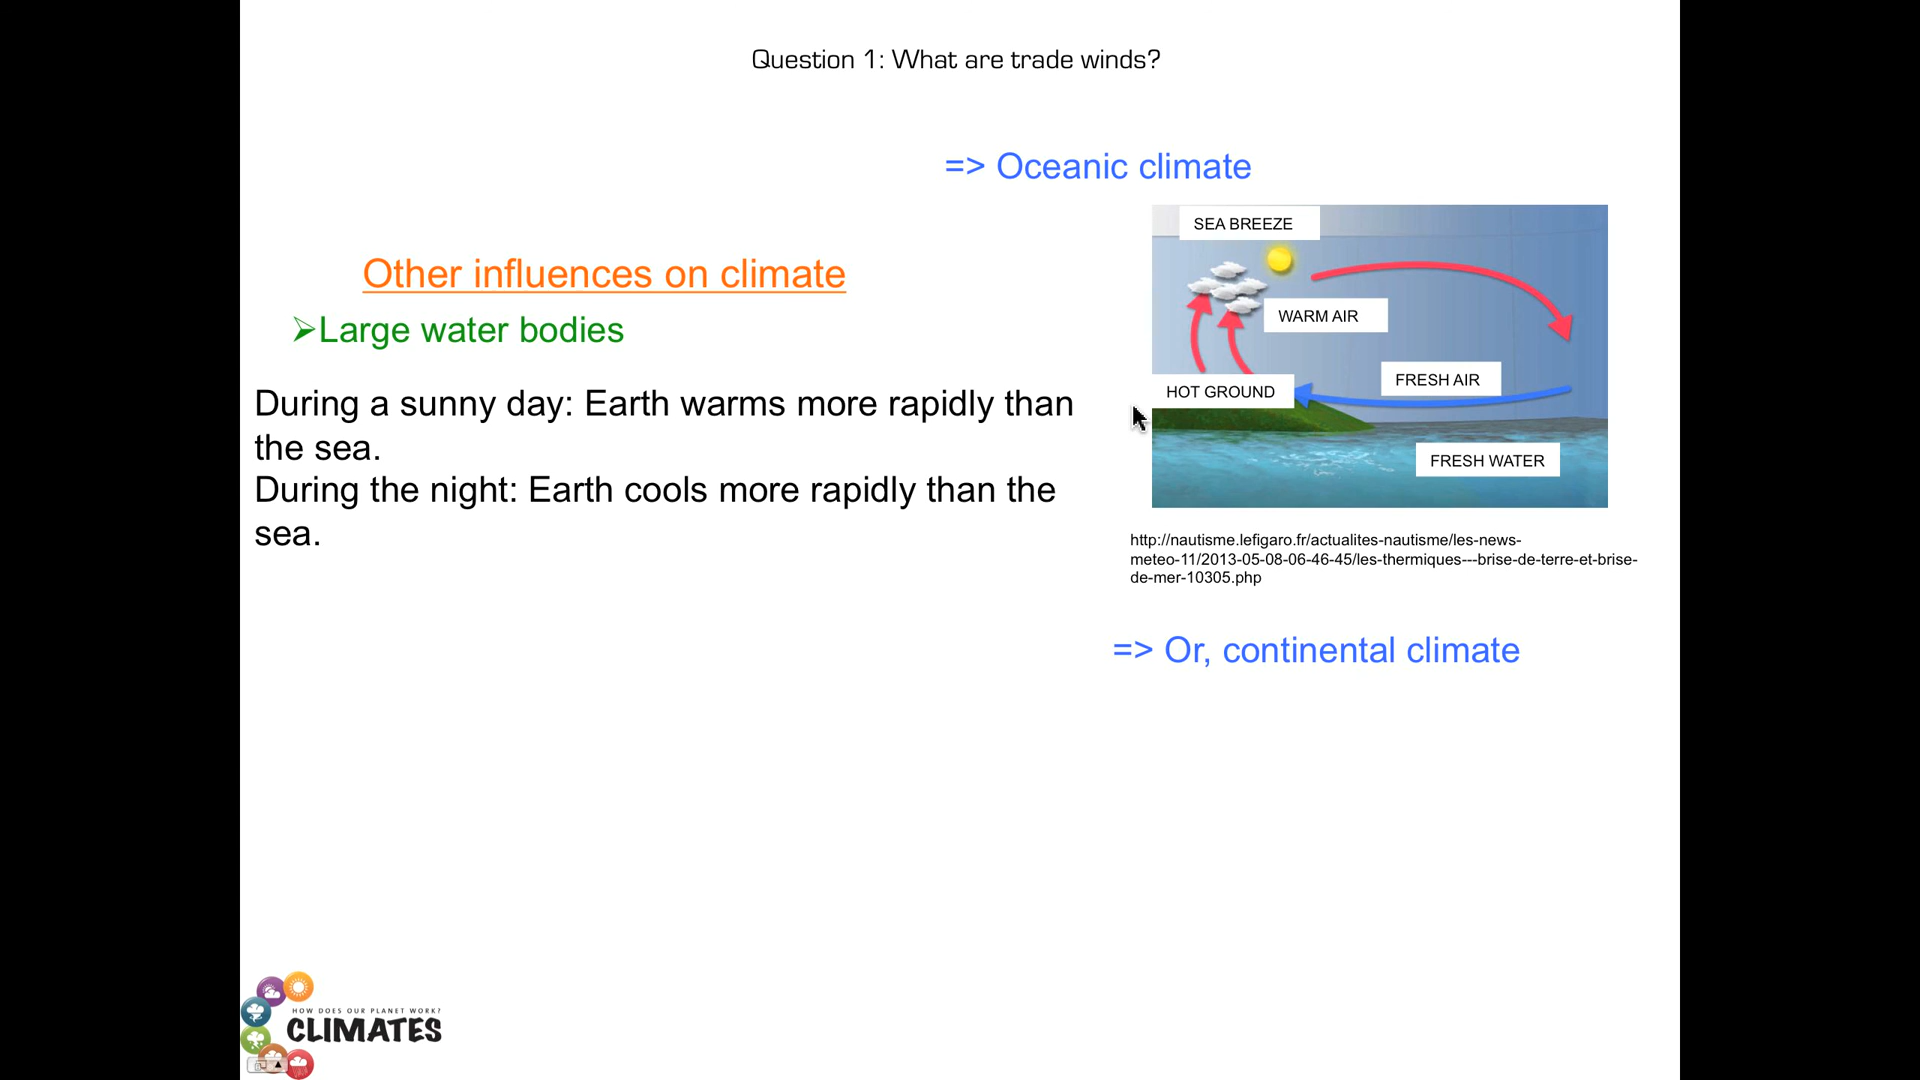 Question 1: What are trade winds?
=> Oceanic climate
Other influences on climate
➢Large water bodies
During a sunny day: Earth warms more rapidly than
the sea.
During the night: Earth cools more rapidly than the
sea.
SEA BREEZE
WARM AIR
FRESH AIR
HOT GROUND
FRESH WATER
http://nautisme.lefigaro.fr/actualites-nautisme/les-news-
meteo-11/2013-05-08-06-46-45/les-thermiques---brise-de-terre-et-brise-
de-mer-10305.php
=> Or, continental climate
HOW DOES OUR PLANET WORK?
CLIMATES